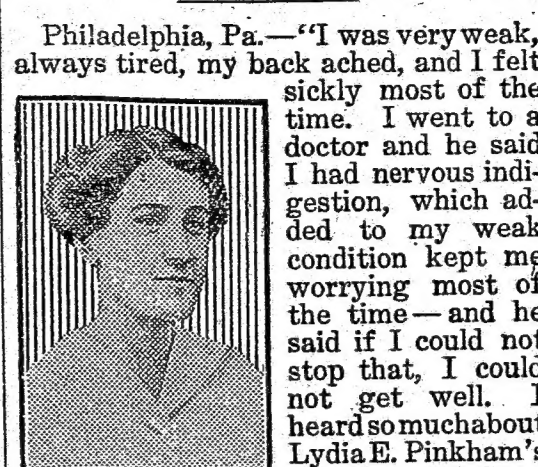 Philadelphia, Pa.—"I was very weak,
always tired, my back ached, and I felt
sickly most of the
time. I went to a
doctor and he said
I had nervous indi-
gestion, which ad-
ded to my weak
condition kept me
worrying most of
the time — and he
said if I could not
stop that, I could
not get well. I
heard so muchabout
Lydia E. Pinkham's